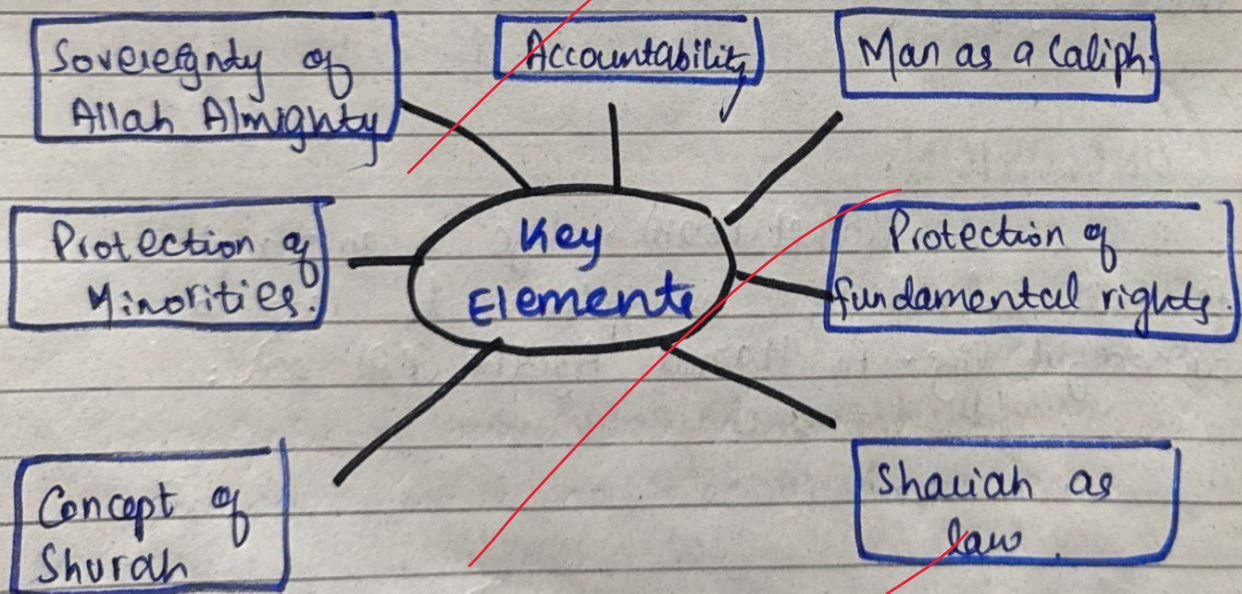 Sovereignty of
Allah Almighty
Accountability
Man as a Caliph.
Protection of
Minorities.
Key
Elements
Protection of
fundamental rights.
Concept of
Shurah
Shariah as
law.